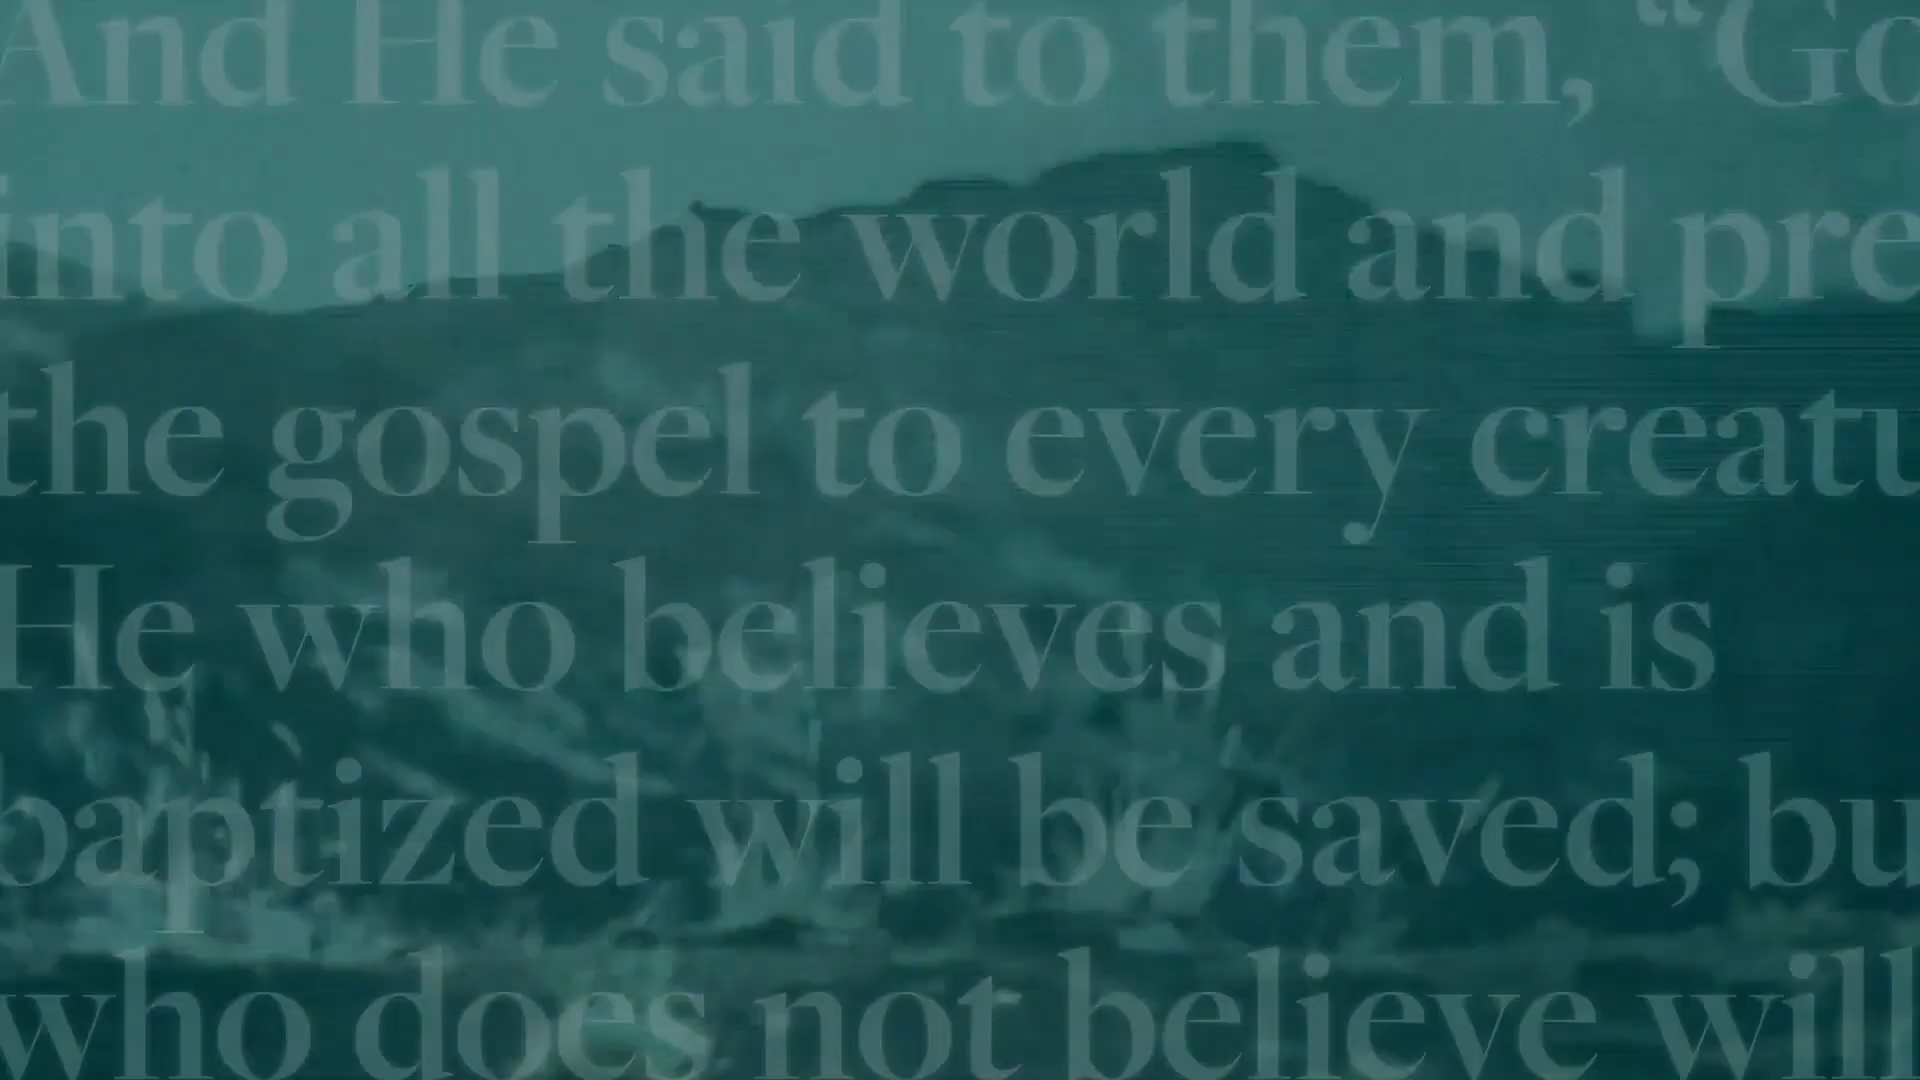 And He said to them, “Go
into all the world and pre
the gospel to every creatu
He who believes and is
baptized will be saved; bu
who does not believe will